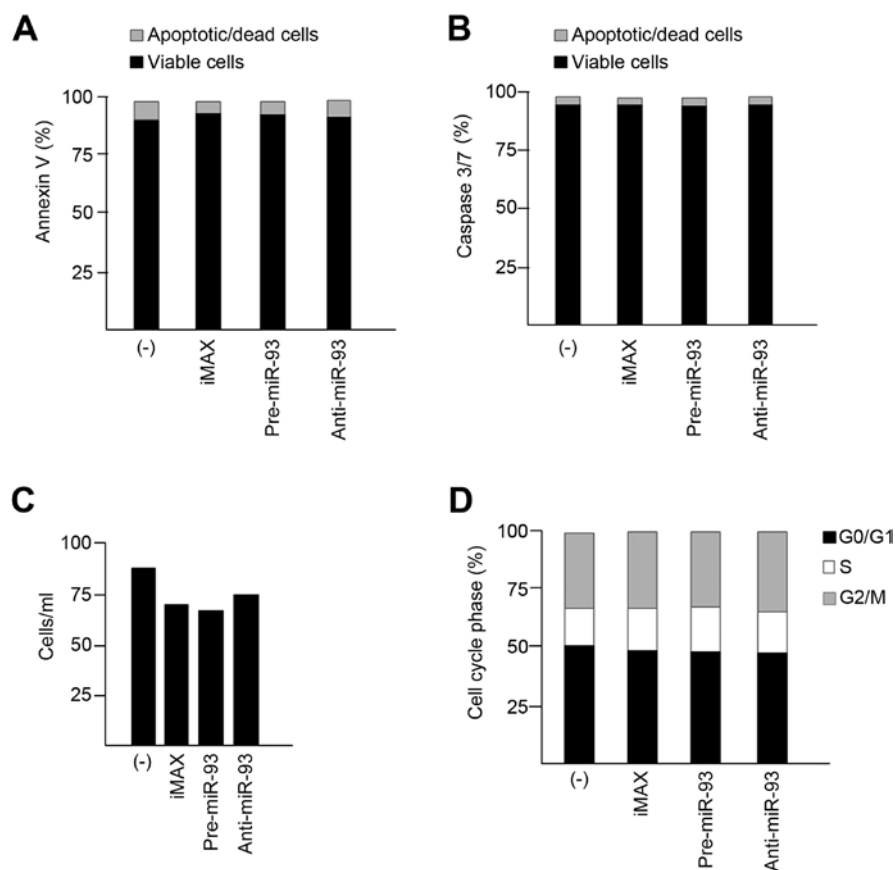 A
Apoptotic/dead cells
Viable cells
Annexin V (%)
100
75
50
25
(-)
iMAX
Pre-miR-93
Anti-miR-93
B
Apoptotic/dead cells
Viable cells
Caspase 3/7 (%)
100
75
50
25
(-)
iMAX
Pre-miR-93
Anti-miR-93
C
Cells/ml
100
75
50
25
(-)
iMAX
Pre-miR-93
Anti-miR-93
D
Cell cycle phase (%)
100
75
50
25
G0/G1
S
G2/M
(-)
iMAX
Pre-miR-93
Anti-miR-93